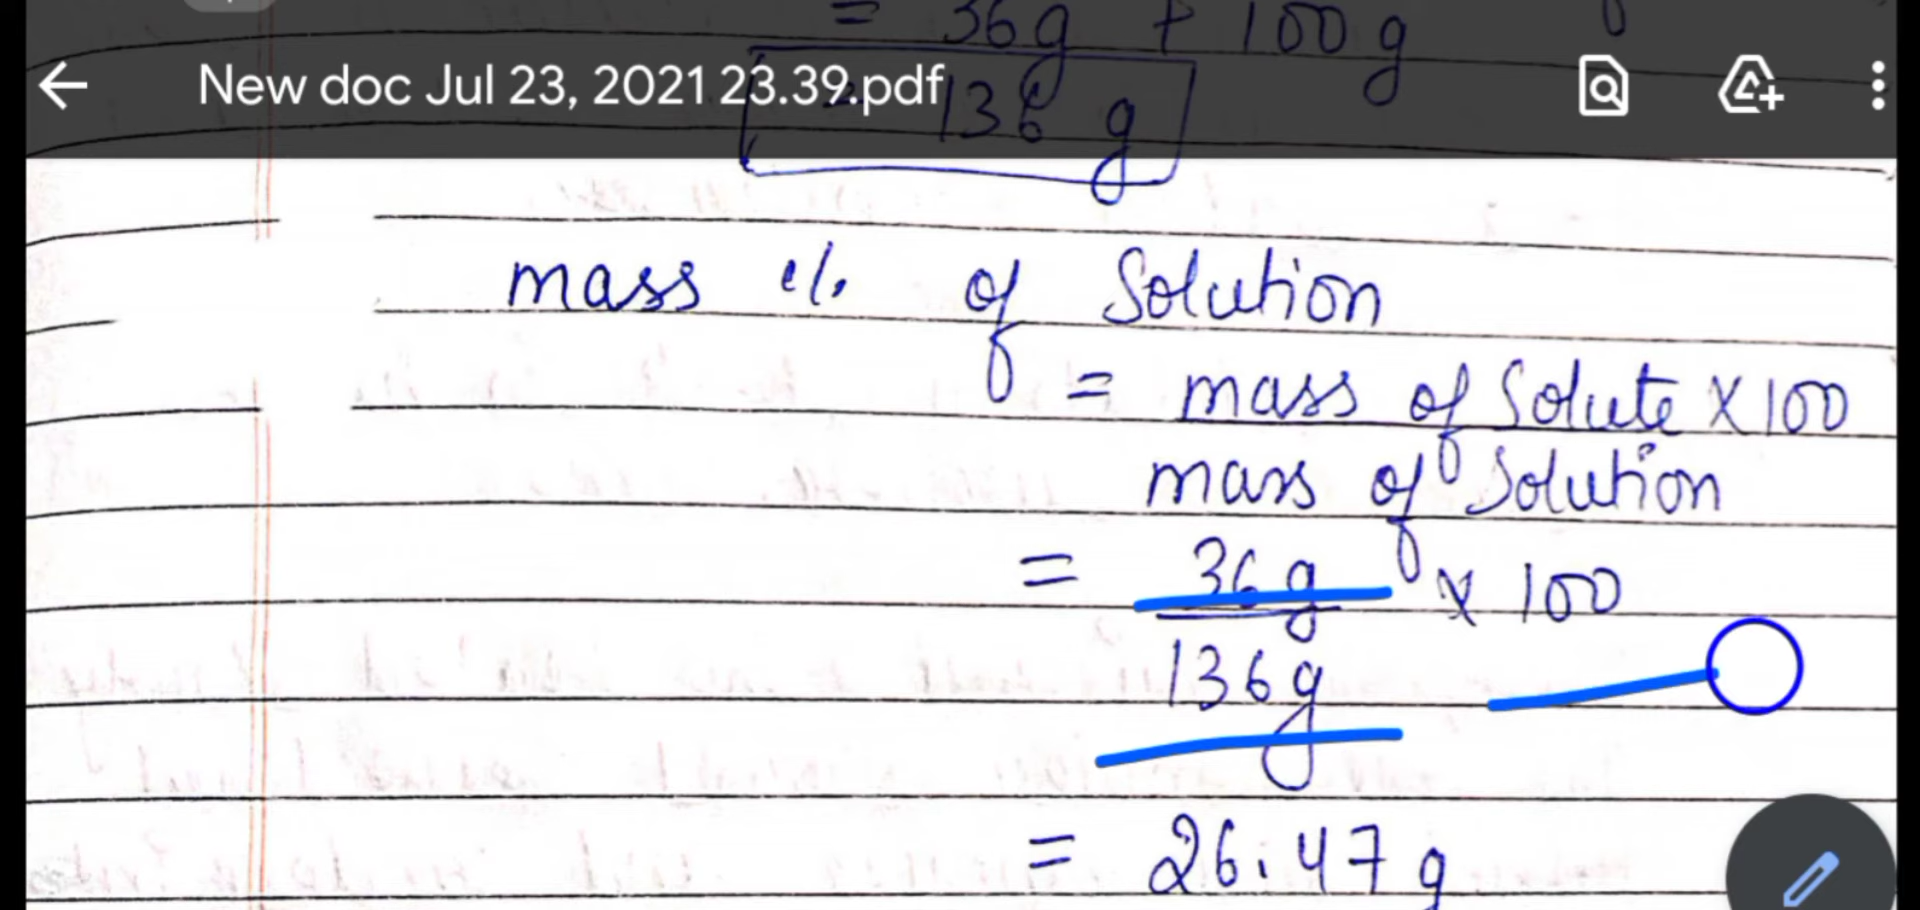 = 36g + 100g
New doc Jul 23, 2021 23.39.pdf
= 136 g
mass % of Solution
= mass of Solute X 100
mass of Solution
= 36g x 100
136g
= 26.47 g